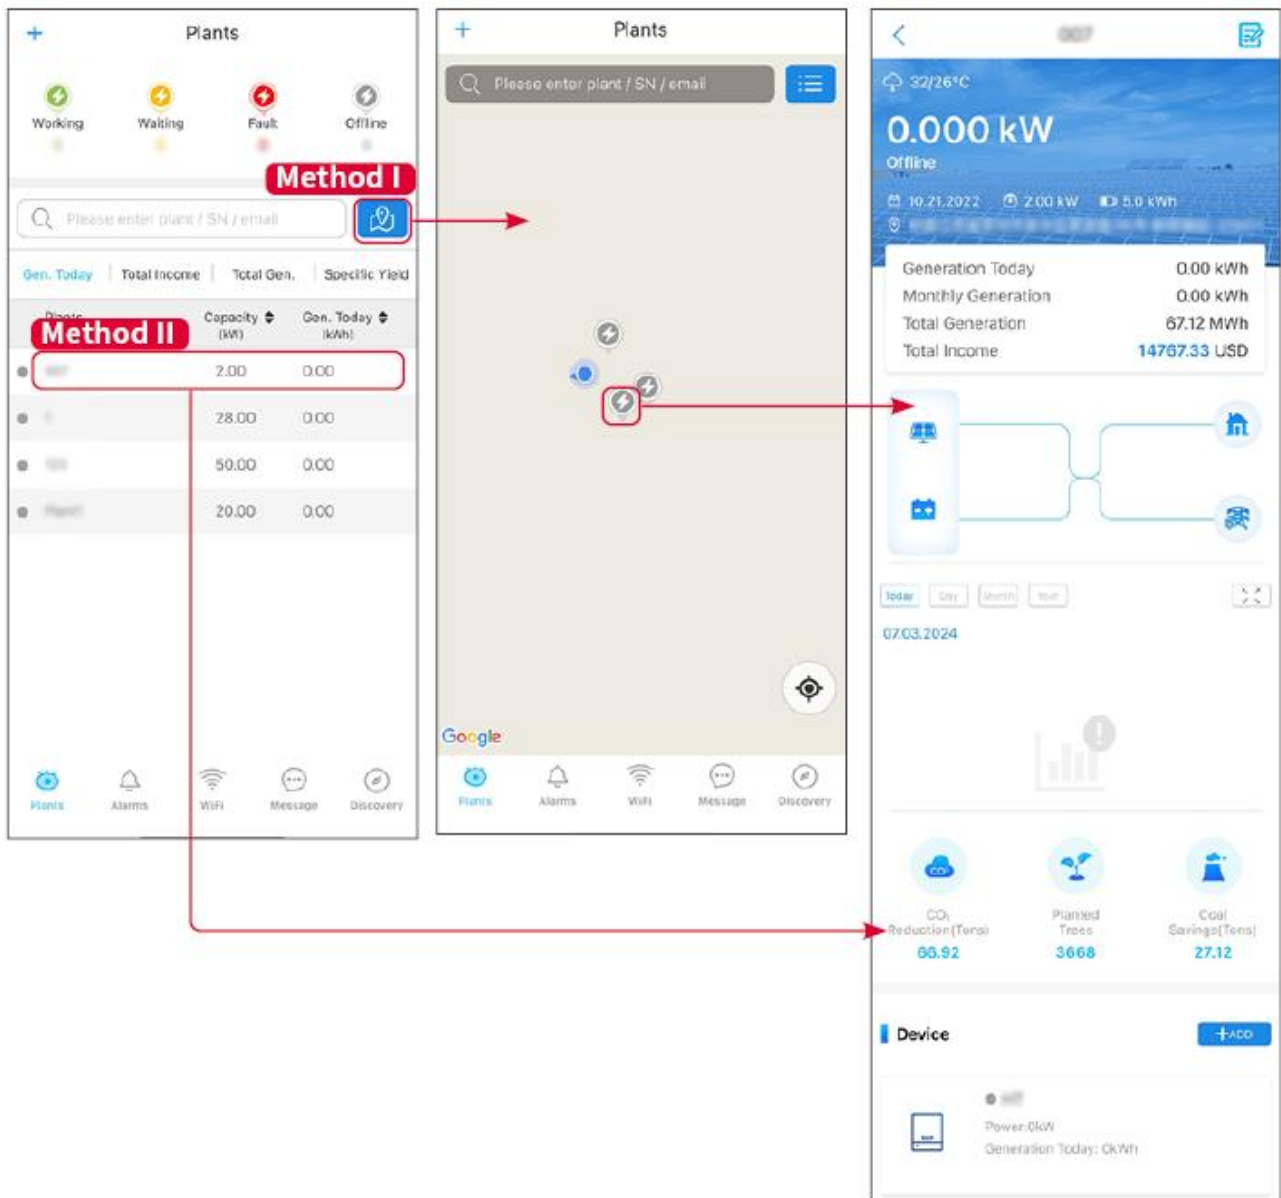 Plants
Working
Waiting
Fault
Offline
Method I
Please enter plant / SN / email
Gen. Today
Total Income
Total Gen.
Specific Yield
Plants
Capacity
(kW)
Gen. Today
(kWh)
Method II
2.00 0.00
28.00 0.00
50.00 0.00
20.00 0.00
Plants
Alarms
WiFi
Message
Discovery
Plants
Please enter plant / SN / email
Google
Plants
Alarms
WiFi
Message
Discovery
007
32/26°C
0.000 kW
Offline
10.21.2022 2.00 kW 5.0 kWh
Generation Today 0.00 kWh
Monthly Generation 0.00 kWh
Total Generation 67.12 MWh
Total Income 14767.33 USD
Today
Day
Month
Year
07.03.2024
CO₂
Reduction(Tons)
66.92
Planted
Trees
3668
Coal
Savings(Tons)
27.12
Device
+ADD
Power:0kW
Generation Today: 0kWh